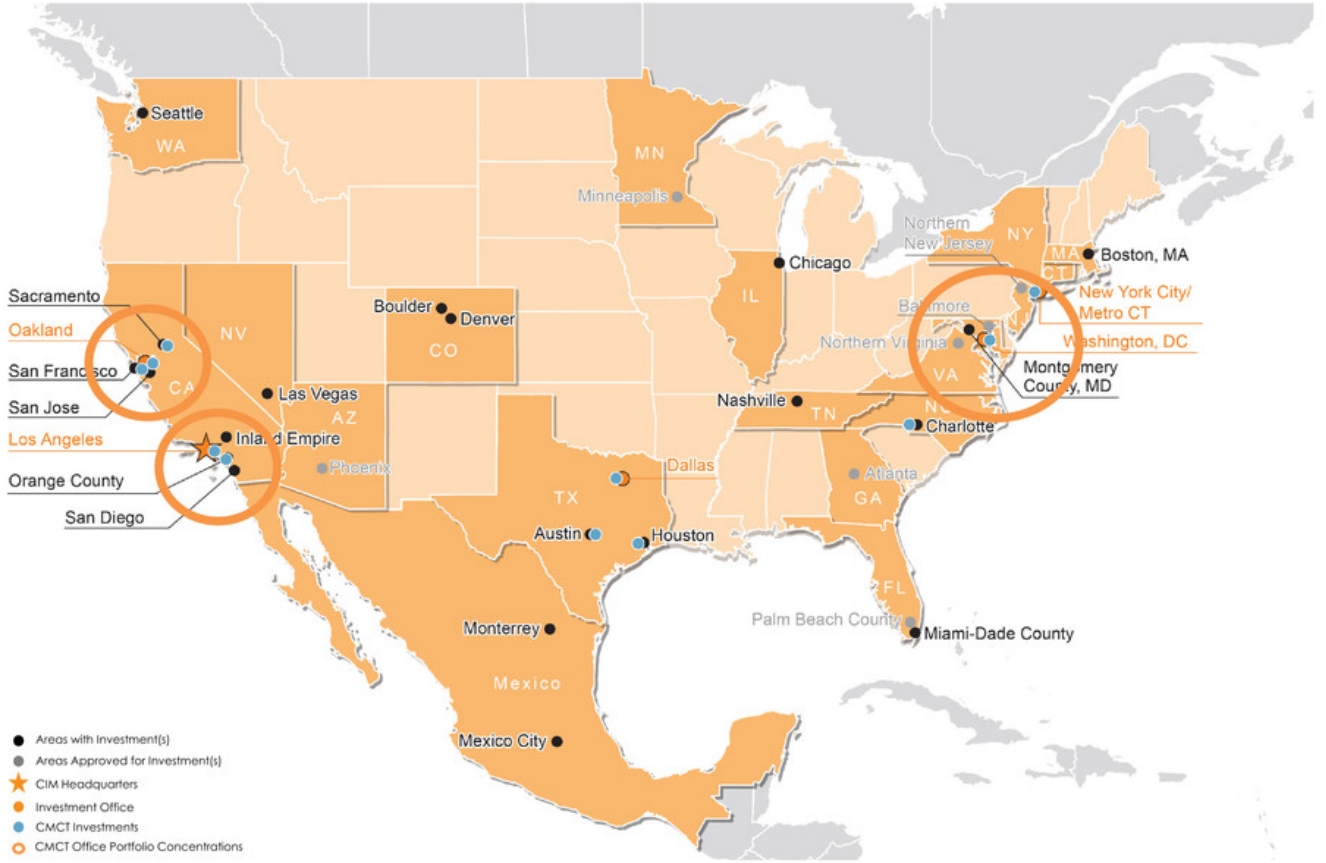 Seattle
WA
MN
Minneapolis
Northern
New Jersey
NY
MA
Boston, MA
CT
Chicago
IL
Sacramento
Oakland
San Francisco
San Jose
Los Angeles
Orange County
San Diego
NV
CA
Boulder
Denver
CO
Las Vegas
AZ
Inland Empire
Phoenix
Baltimore
New York City/
Metro CT
Northern Virginia
Washington, DC
VA
Montgomery
County, MD
Nashville
TN
NC
Charlotte
Dallas
TX
Atlanta
GA
Austin
Houston
FL
Palm Beach County
Miami-Dade County
Monterrey
Mexico
Mexico City
Areas with Investment(s)
Areas Approved for Investment(s)
CIM Headquarters
Investment Office
CMCT Investments
CMCT Office Portfolio Concentrations